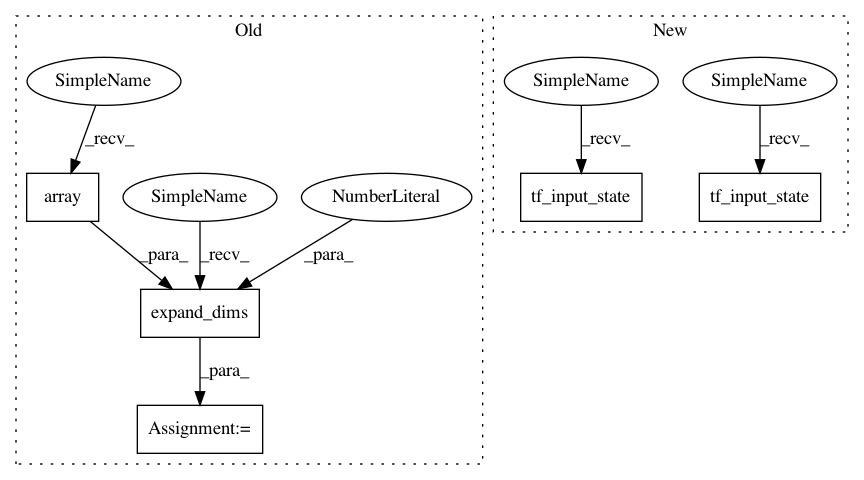 Old
New
SimpleName
SimpleName
SimpleName
_recv_
_recv_
_recv_
array
SimpleName
NumberLiteral
tf_input_state
tf_input_state
_para_
_recv_
_para_
expand_dims
_para_
Assignment:=